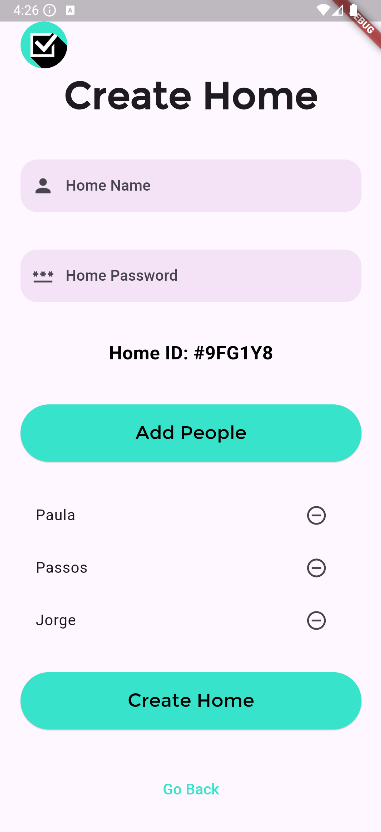 4:26
DEBUG
Create Home
Home Name
*** Home Password
Home ID: #9FG1Y8
Add People
Paula
Passos
Jorge
Create Home
Go Back